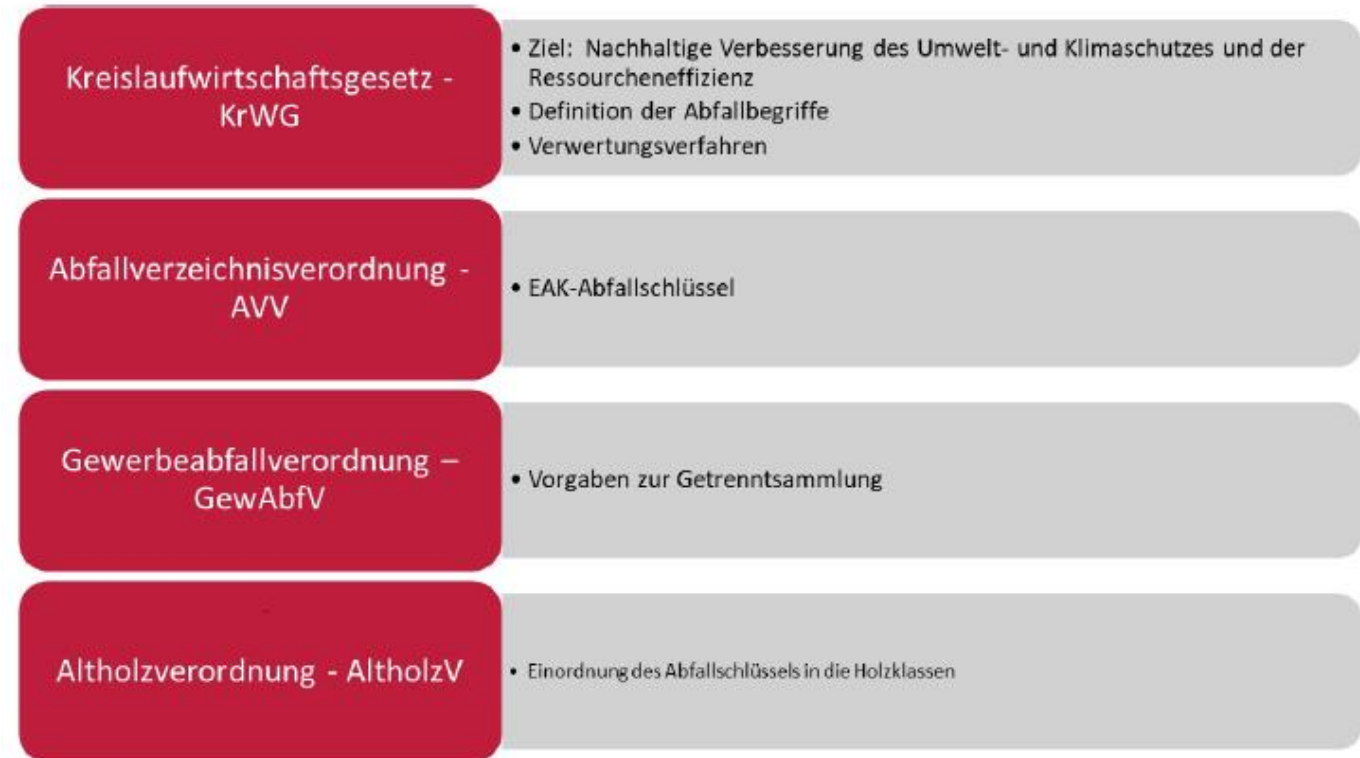 Kreislaufwirtschaftsgesetz -
KrWG
• Ziel: Nachhaltige Verbesserung des Umwelt- und Klimaschutzes und der
Ressourceneffizienz
• Definition der Abfallbegriffe
• Verwertungsverfahren
Abfallverzeichnisverordnung -
AVV
• EAK-Abfallschlüssel
Gewerbeabfallverordnung –
GewAbfV
• Vorgaben zur Getrenntsammlung
Altholzverordnung - AltholzV
• Einordnung des Abfallschlüssels in die Holzklassen